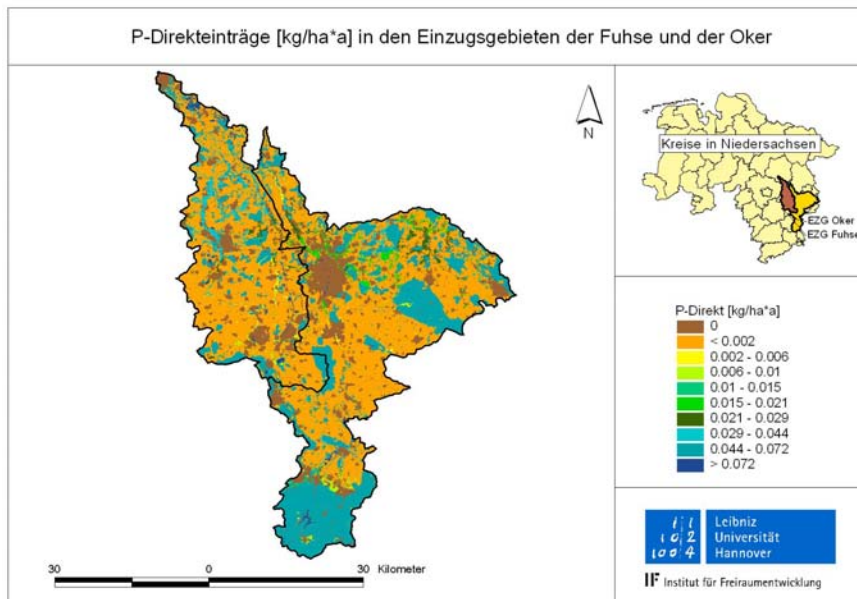 P-Direkteinträge [kg/ha*a] in den Einzugsgebieten der Fuhse und der Oker
N
Kreise in Niedersachsen
EZG Oker
EZG Fuhse
P-Direkt [kg/ha*a]
0
< 0.002
0.002 - 0.006
0.006 - 0.01
0.01 - 0.015
0.015 - 0.021
0.021 - 0.029
0.029 - 0.044
0.044 - 0.072
> 0.072
30 0 30 Kilometer
Leibniz
Universität
Hannover
IF Institut für Freiraumentwicklung